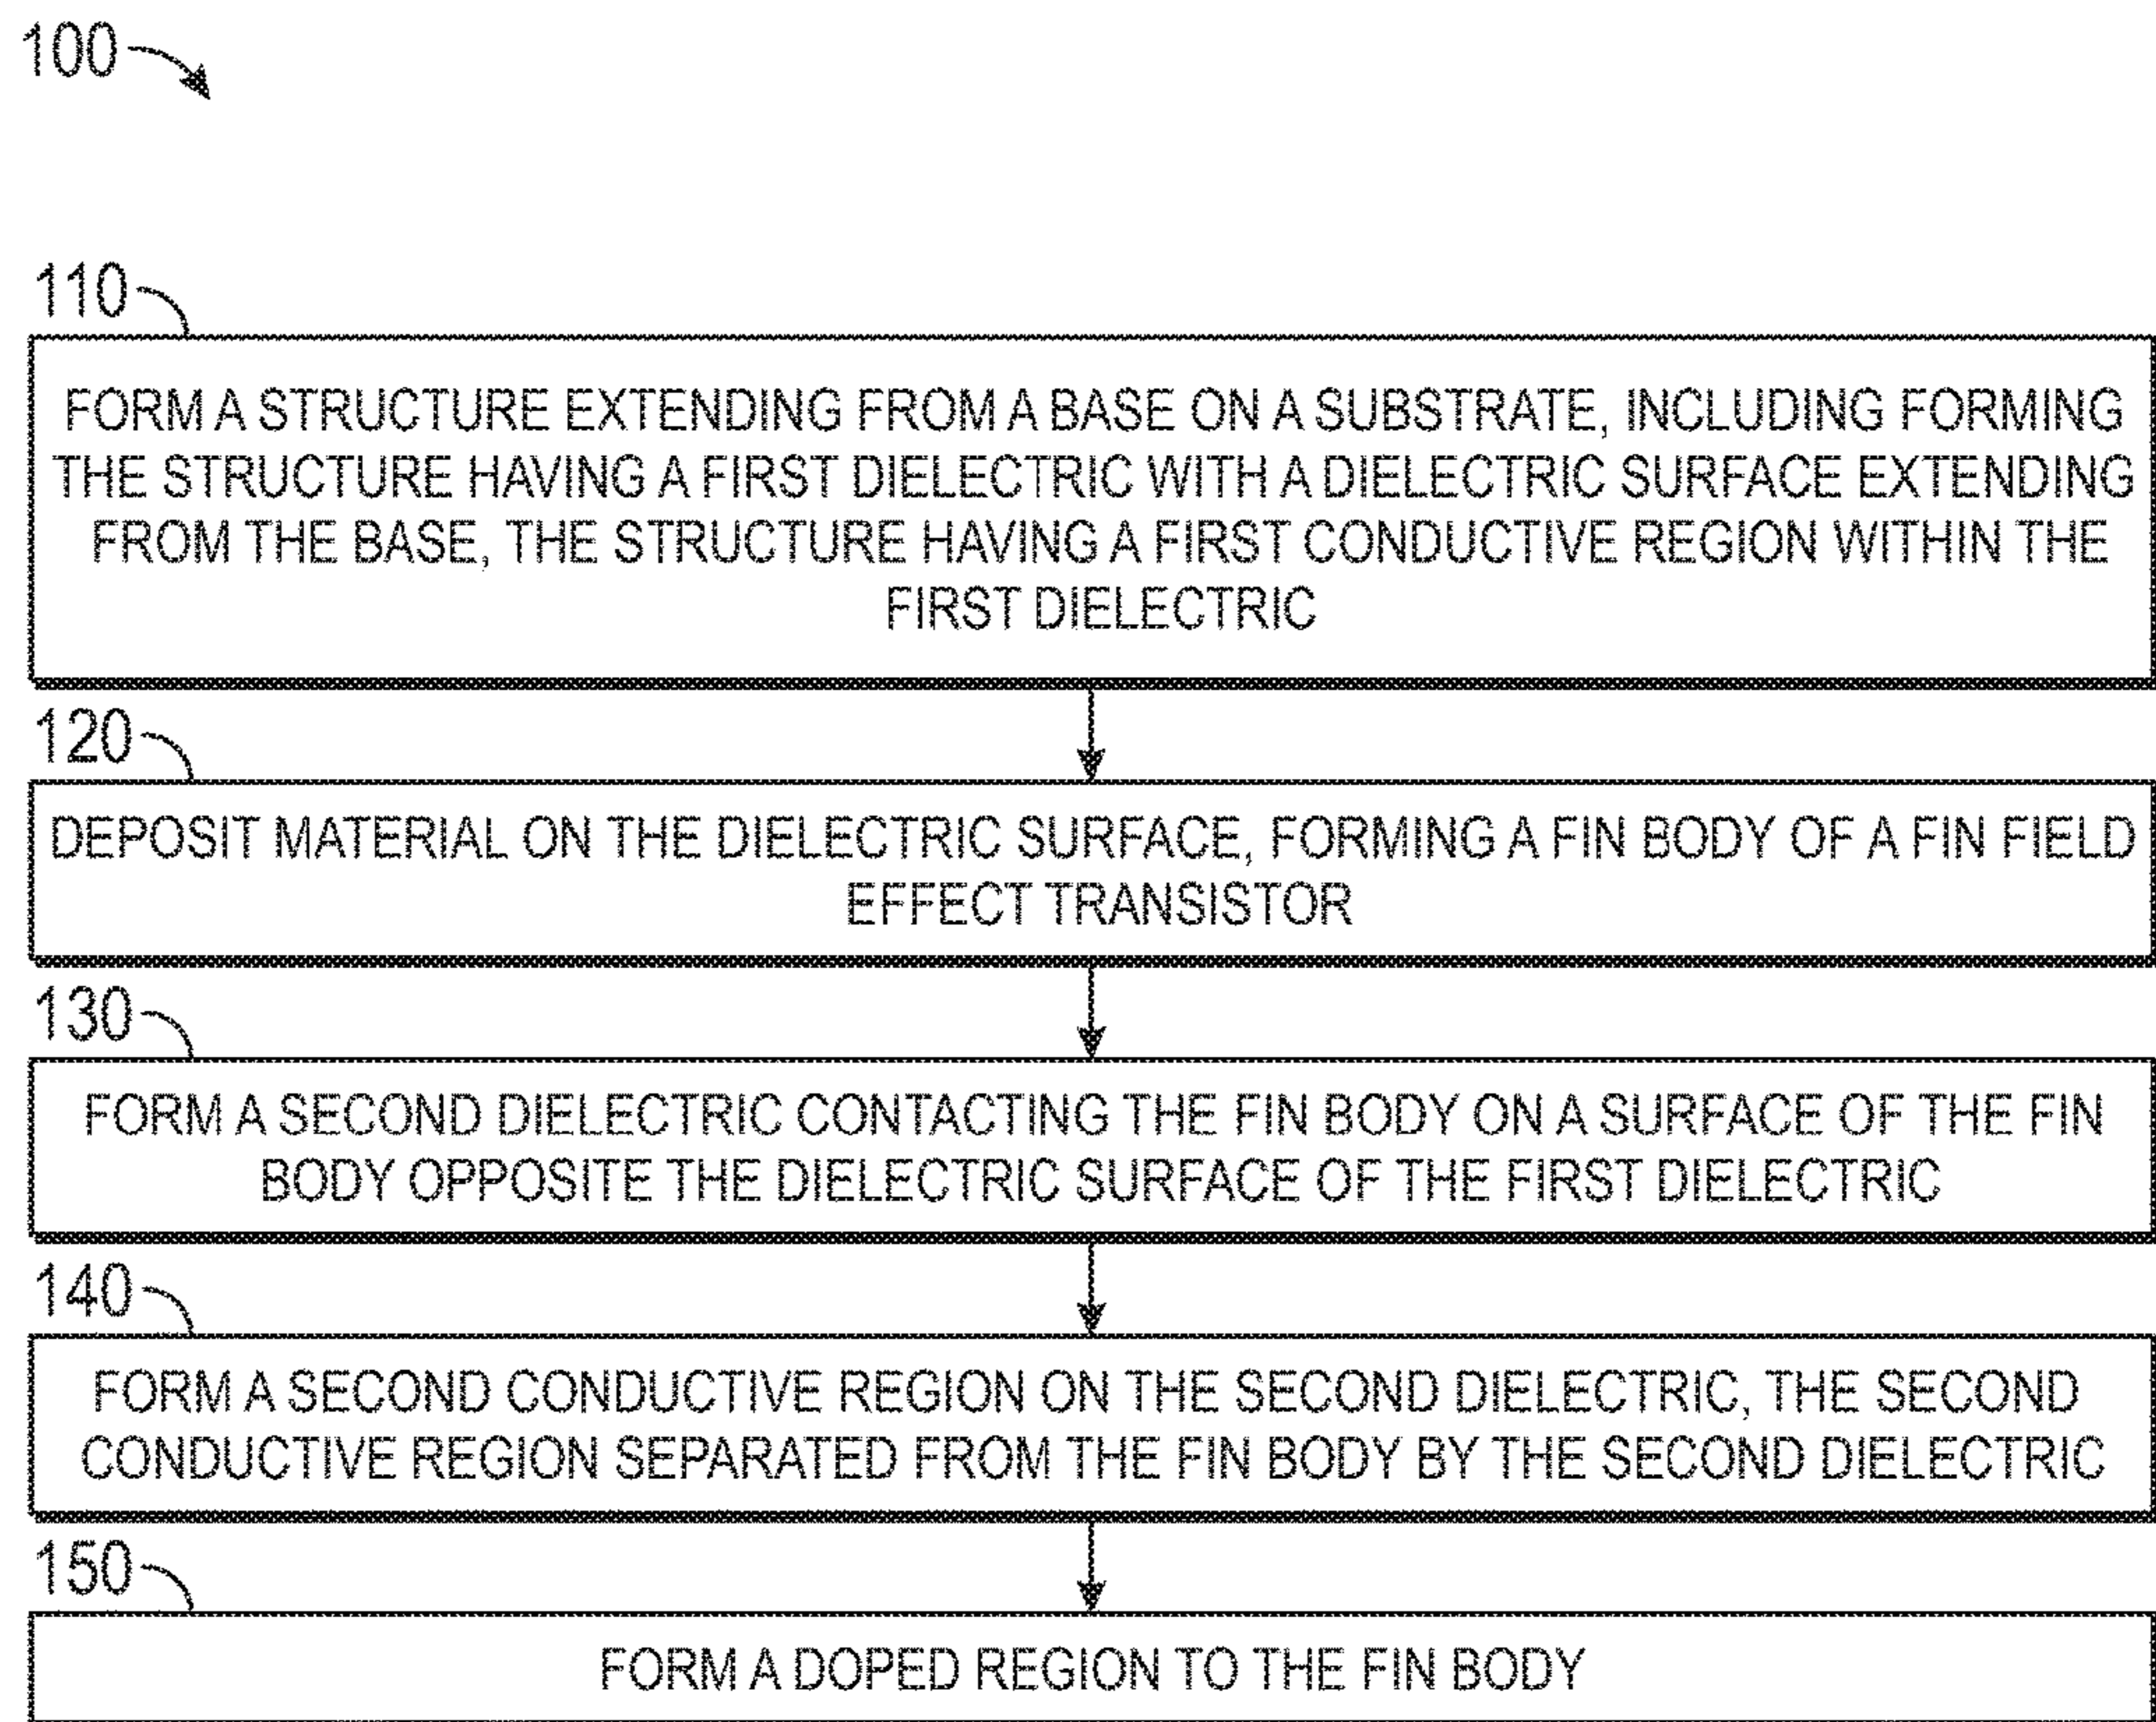 100
110
FORM A STRUCTURE EXTENDING FROM A BASE ON A SUBSTRATE, INCLUDING FORMING
THE STRUCTURE HAVING A FIRST DIELECTRIC WITH A DIELECTRIC SURFACE EXTENDING
FROM THE BASE, THE STRUCTURE HAVING A FIRST CONDUCTIVE REGION WITHIN THE
FIRST DIELECTRIC
120
DEPOSIT MATERIAL ON THE DIELECTRIC SURFACE, FORMING A FIN BODY OF A FIN FIELD
EFFECT TRANSISTOR
130
FORM A SECOND DIELECTRIC CONTACTING THE FIN BODY ON A SURFACE OF THE FIN
BODY OPPOSITE THE DIELECTRIC SURFACE OF THE FIRST DIELECTRIC
140
FORM A SECOND CONDUCTIVE REGION ON THE SECOND DIELECTRIC, THE SECOND
CONDUCTIVE REGION SEPARATED FROM THE FIN BODY BY THE SECOND DIELECTRIC
150
FORM A DOPED REGION TO THE FIN BODY